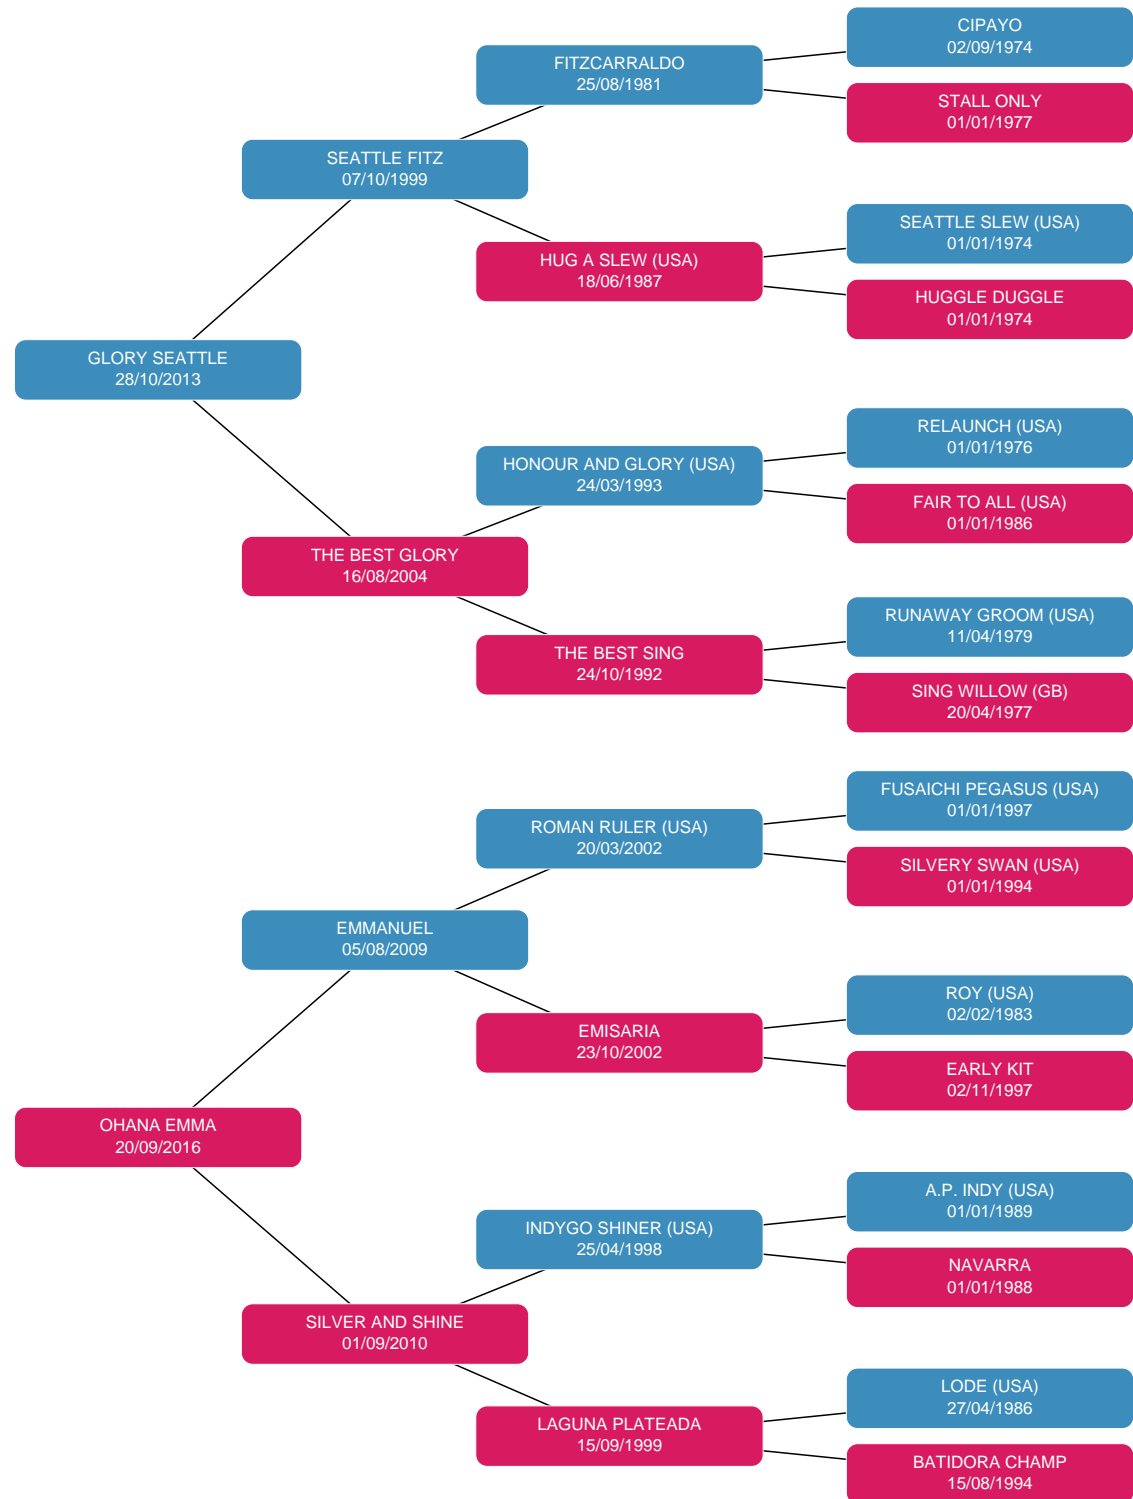 CIPAYO
02/09/1974
FITZCARRALDO
25/08/1981
STALL ONLY
01/01/1977
SEATTLE FITZ
07/10/1999
SEATTLE SLEW (USA)
01/01/1974
HUG A SLEW (USA)
18/06/1987
HUGGLE DUGGLE
01/01/1974
GLORY SEATTLE
28/10/2013
RELAUNCH (USA)
01/01/1976
HONOUR AND GLORY (USA)
24/03/1993
FAIR TO ALL (USA)
01/01/1986
THE BEST GLORY
16/08/2004
RUNAWAY GROOM (USA)
11/04/1979
THE BEST SING
24/10/1992
SING WILLOW (GB)
20/04/1977
FUSAICHI PEGASUS (USA)
01/01/1997
ROMAN RULER (USA)
20/03/2002
SILVERY SWAN (USA)
01/01/1994
EMMANUEL
05/08/2009
ROY (USA)
02/02/1983
EMISARIA
23/10/2002
EARLY KIT
02/11/1997
OHANA EMMA
20/09/2016
A.P. INDY (USA)
01/01/1989
INDYGO SHINER (USA)
25/04/1998
NAVARRA
01/01/1988
SILVER AND SHINE
01/09/2010
LODE (USA)
27/04/1986
LAGUNA PLATEADA
15/09/1999
BATIDORA CHAMP
15/08/1994